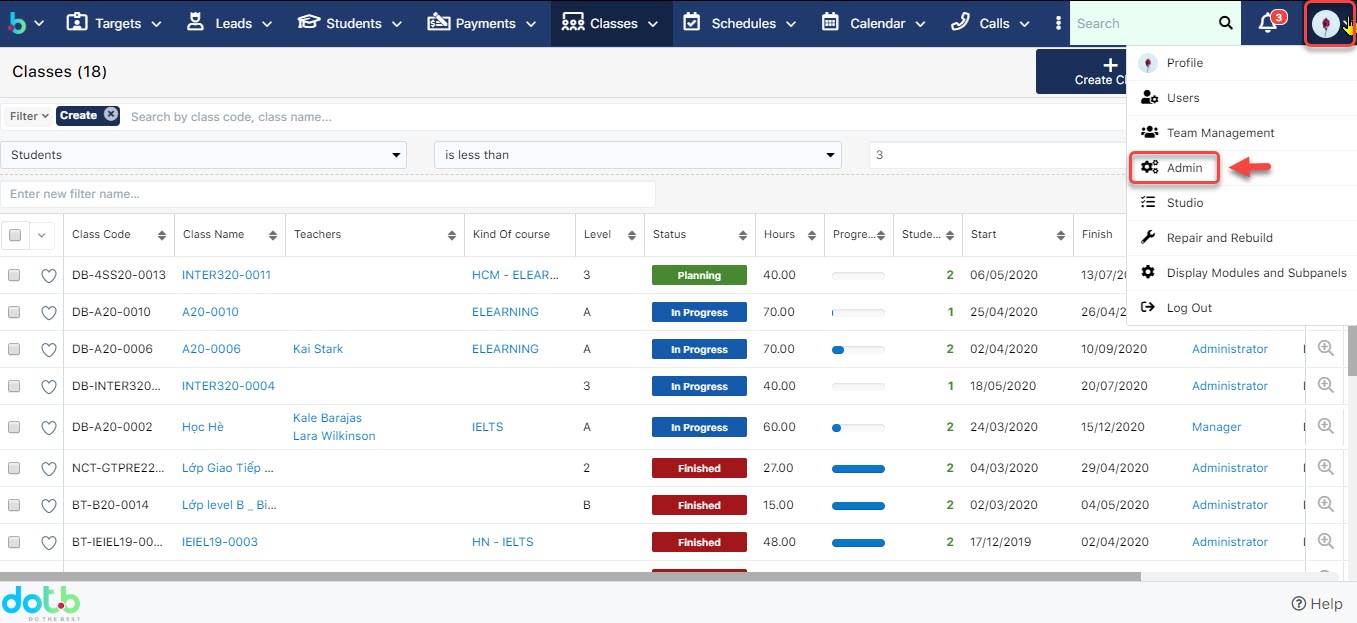 Targets Leads Students Payments Classes Schedules Calendar Calls Search 3
Classes (18)
Create Cl
Profile
Users
Team Management
Admin
Studio
Repair and Rebuild
Display Modules and Subpanels
Log Out
Filter Create Search by class code, class name...
Students is less than 3
Enter new filter name...
Class Code Class Name Teachers Kind Of course Level Status Hours Progre... Stude... Start Finish
DB-4SS20-0013 INTER320-0011 HCM - ELEAR... 3 Planning 40.00 2 06/05/2020 13/07/20
DB-A20-0010 A20-0010 ELEARNING A In Progress 70.00 1 25/04/2020 26/04/2
DB-A20-0006 A20-0006 Kai Stark ELEARNING A In Progress 70.00 2 02/04/2020 10/09/2020 Administrator
DB-INTER320... INTER320-0004 3 In Progress 40.00 1 18/05/2020 20/07/2020 Administrator
DB-A20-0002 Học Hè Kale Barajas IELTS A In Progress 60.00 2 24/03/2020 15/12/2020 Manager
Lara Wilkinson
NCT-GTPRE22... Lớp Giao Tiếp ... 2 Finished 27.00 2 04/03/2020 29/04/2020 Administrator
BT-B20-0014 Lớp level B _ Bi... B Finished 15.00 2 02/03/2020 04/05/2020 Administrator
BT-IEIEL19-00... IEIEL19-0003 HN - IELTS Finished 48.00 2 17/12/2019 02/04/2020 Administrator
dotb
DO THE BEST
Help